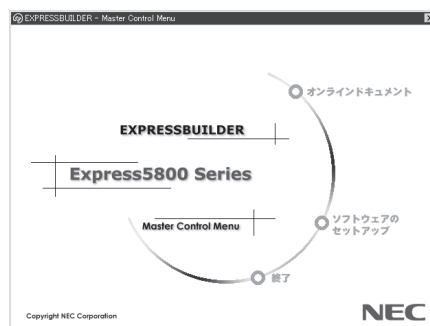 EXPRESSBUILDER - Master Control Menu
オンラインドキュメント
EXPRESSBUILDER
Express5800 Series
ソフトウェアの
セットアップ
Master Control Menu
終了
Copyright NEC Corporation
NEC